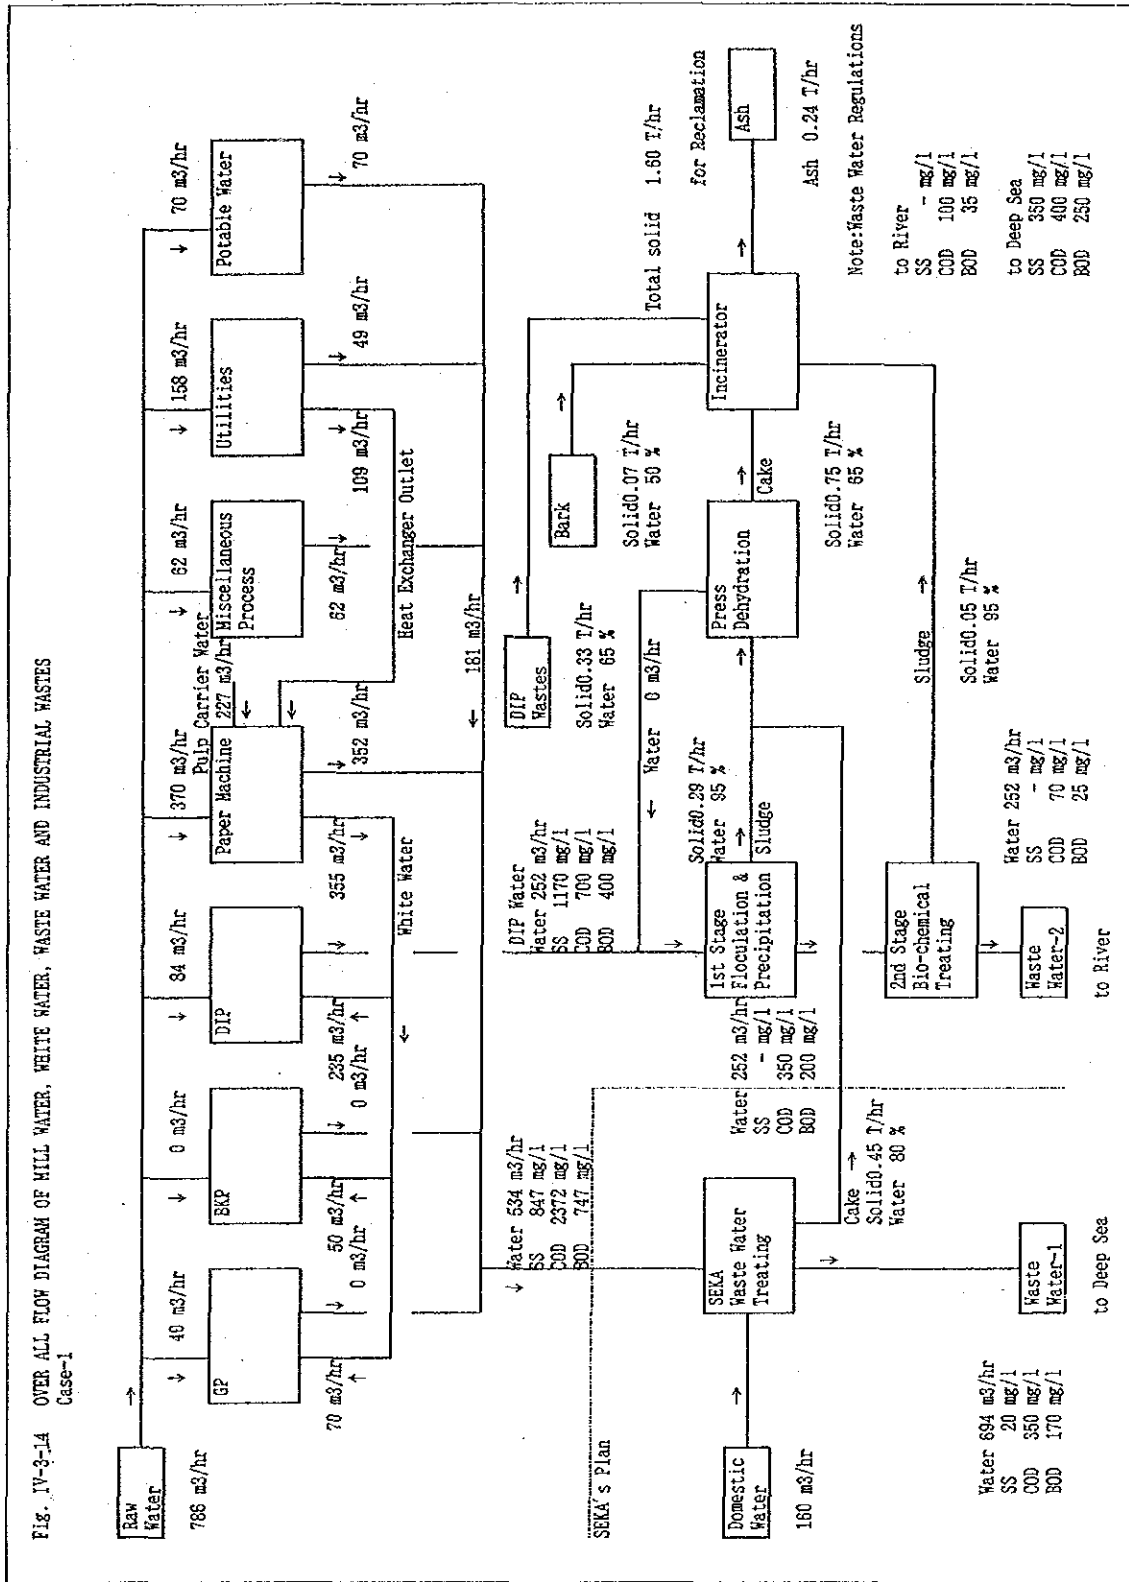 Fig. IV-3-14 OVER ALL FLOW DIAGRAM OF MILL WATER, WHITE WATER, WASTE WATER AND INDUSTRIAL WASTES
Case-1
Raw
Water
786 m3/hr
40 m3/hr
0 m3/hr
84 m3/hr
370 m3/hr
62 m3/hr
158 m3/hr
70 m3/hr
Pulp Carrier Water
227 m3/hr
GP
BKP
DIP
Paper Machine
Miscellaneous
Process
Utilities
Potable Water
70 m3/hr
0 m3/hr
50 m3/hr
0 m3/hr
235 m3/hr
355 m3/hr
352 m3/hr
62 m3/hr
109 m3/hr
49 m3/hr
70 m3/hr
White Water
Heat Exchanger Outlet
181 m3/hr
Water 534 m3/hr
SS 847 mg/l
COD 2372 mg/l
BOD 747 mg/l
DIP Water
Water 252 m3/hr
SS 1170 mg/l
COD 700 mg/l
BOD 400 mg/l
Water 0 m3/hr
DIP
Wastes
Solid0.33 T/hr
Water 65 %
Bark
Solid0.07 T/hr
Water 50 %
Total solid 1.60 T/hr
for Reclamation
SEKA's Plan
Domestic
Water
160 m3/hr
SEKA
Waste Water
Treating
Water 252 m3/hr
SS - mg/l
COD 350 mg/l
BOD 200 mg/l
1st Stage
Floculation &
Precipitation
Solid0.29 T/hr
Water 95 %
Sludge
Press
Dehydration
Cake
Solid0.75 T/hr
Water 65 %
Incinerator
Ash
Ash 0.24 T/hr
Cake
Solid0.45 T/hr
Water 80 %
2nd Stage
Bio-chemical
Treating
Sludge
Solid0.05 T/hr
Water 95 %
Note:Waste Water Regulations
to River
SS - mg/l
COD 100 mg/l
BOD 35 mg/l
to Deep Sea
SS 350 mg/l
COD 400 mg/l
BOD 250 mg/l
Water 694 m3/hr
SS 20 mg/l
COD 350 mg/l
BOD 170 mg/l
Waste
Water-1
to Deep Sea
Waste
Water-2
to River
Water 252 m3/hr
SS - mg/l
COD 70 mg/l
BOD 25 mg/l